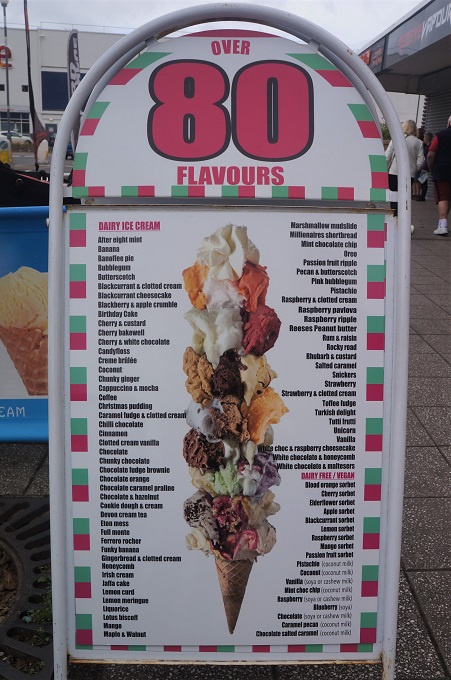 OVER
80
FLAVOURS
DAIRY ICE CREAM
After eight mint
Banana
Banoffee pie
Bubblegum
Butterscotch
Blackcurrant & clotted cream
Blackcurrant cheesecake
Blackberry & apple crumble
Birthday Cake
Cherry & custard
Cherry bakewell
Cherry & white chocolate
Candyfloss
Creme brûlée
Coconut
Chunky ginger
Cappuccino & mocha
Coffee
Christmas pudding
Caramel fudge & clotted cream
Chilli chocolate
Cinnamon
Clotted cream vanilla
Chocolate
Chunky chocolate
Chocolate fudge brownie
Chocolate orange
Chocolate caramel praline
Chocolate & hazelnut
Cookie dough & cream
Devon cream tea
Eton mess
Full monte
Ferrero rocher
Funky banana
Gingerbread & clotted cream
Honeycomb
Irish cream
Jaffa cake
Lemon curd
Lemon meringue
Liquorice
Lotus biscoff
Mango
Maple & Walnut
Marshmallow mudslide
Millionaires shortbread
Mint chocolate chip
Oreo
Passion fruit ripple
Pecan & butterscotch
Pink bubblegum
Pistachio
Raspberry & clotted cream
Raspberry pavlova
Raspberry ripple
Reeses Peanut butter
Rum & raisin
Rocky road
Rhubarb & custard
Salted caramel
Snickers
Strawberry
Strawberry & clotted cream
Toffee fudge
Turkish delight
Tutti frutti
Unicorn
Vanilla
White choc & raspberry cheesecake
White chocolate & honeycomb
White chocolate & maltesers
DAIRY FREE / VEGAN
Blood orange sorbet
Cherry sorbet
Elderflower sorbet
Apple sorbet
Blackcurrant sorbet
Lemon sorbet
Raspberry sorbet
Mango sorbet
Passion fruit sorbet
Pistachio (coconut milk)
Coconut (coconut milk)
Vanilla (soya or cashew milk)
Mint choc chip (coconut milk)
Raspberry (soya or cashew milk)
Blueberry (soya)
Chocolate (soya or cashew milk)
Caramel pecan (coconut milk)
Chocolate salted caramel (coconut milk)
EAM